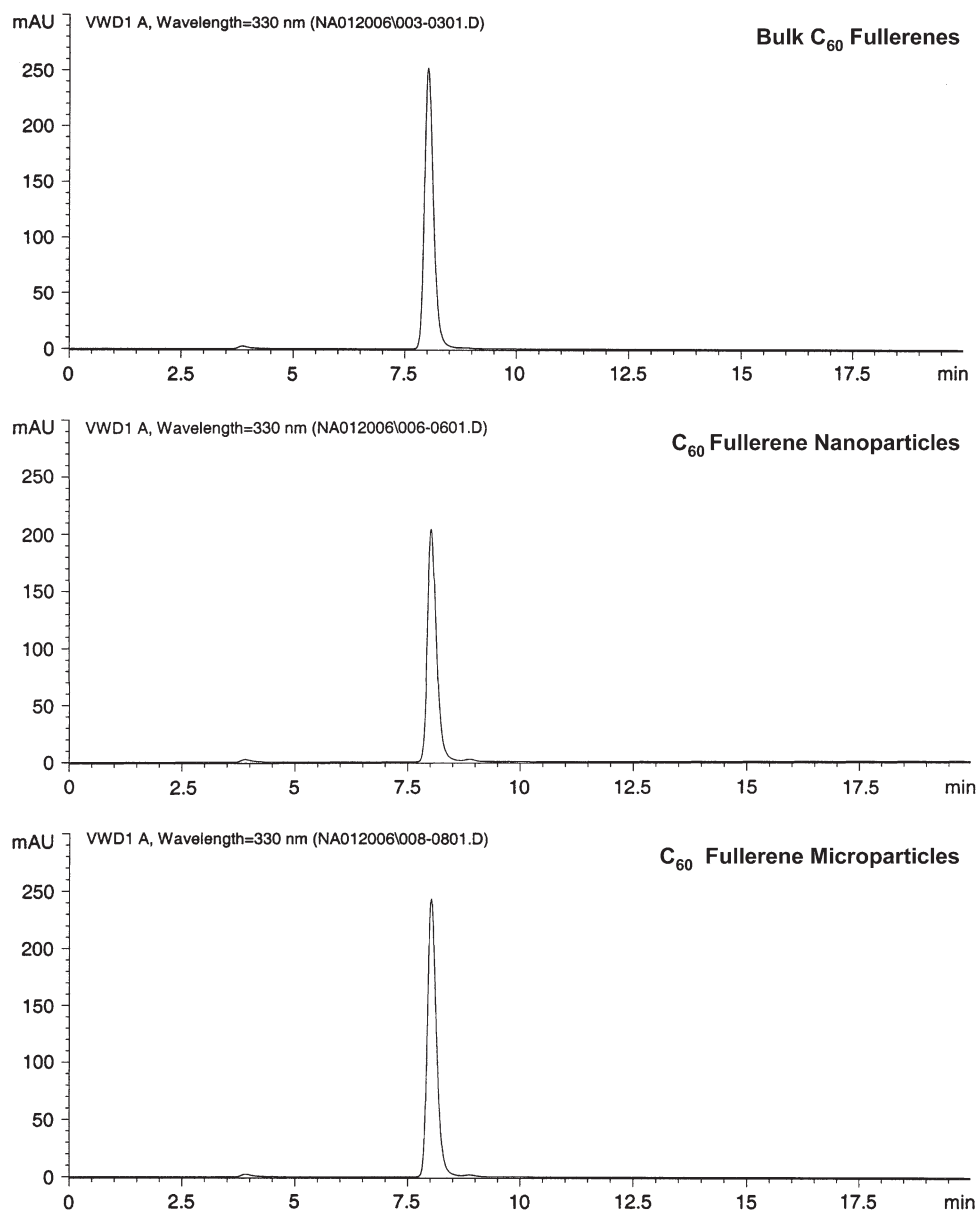 mAU VWD1 A, Wavelength=330 nm (NA012006\003-0301.D)
Bulk C60 Fullerenes
250
200
150
100
50
0
0 2.5 5 7.5 10 12.5 15 17.5 min
mAU VWD1 A, Wavelength=330 nm (NA012006\006-0601.D)
C60 Fullerene Nanoparticles
250
200
150
100
50
0
0 2.5 5 7.5 10 12.5 15 17.5 min
mAU VWD1 A, Wavelength=330 nm (NA012006\008-0801.D)
C60 Fullerene Microparticles
250
200
150
100
50
0
0 2.5 5 7.5 10 12.5 15 17.5 min